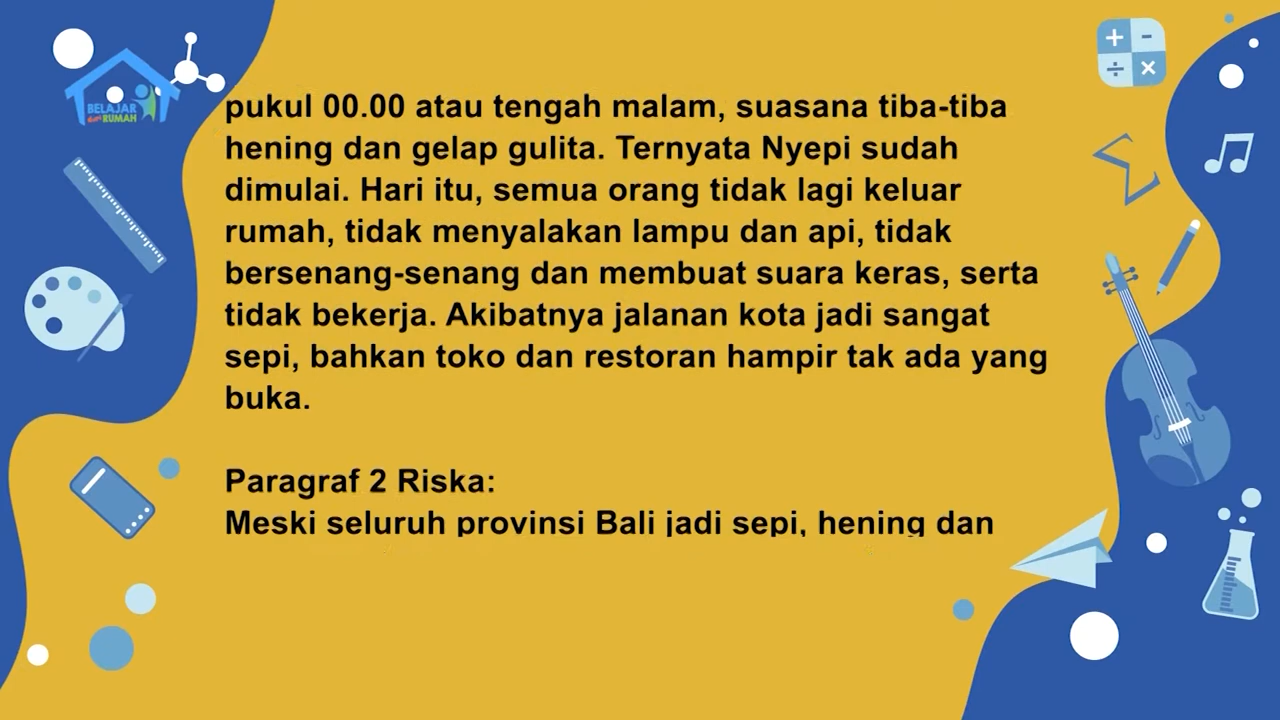 BELAJAR
dari RUMAH
pukul 00.00 atau tengah malam, suasana tiba-tiba
hening dan gelap gulita. Ternyata Nyepi sudah
dimulai. Hari itu, semua orang tidak lagi keluar
rumah, tidak menyalakan lampu dan api, tidak
bersenang-senang dan membuat suara keras, serta
tidak bekerja. Akibatnya jalanan kota jadi sangat
sepi, bahkan toko dan restoran hampir tak ada yang
buka.
Paragraf 2 Riska:
Meski seluruh provinsi Bali jadi sepi, hening dan